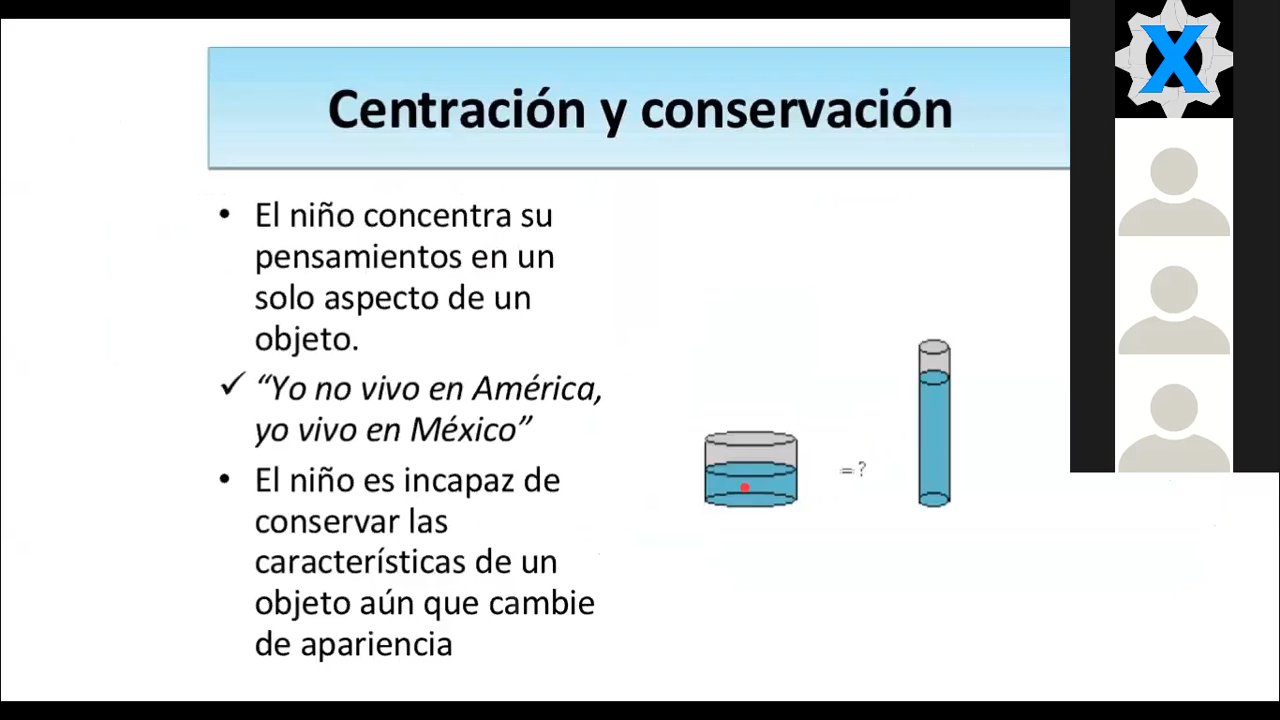 Centración y conservación
• El niño concentra su
pensamientos en un
solo aspecto de un
objeto.
✓ “Yo no vivo en América,
yo vivo en México”
• El niño es incapaz de
conservar las
características de un
objeto aún que cambie
de apariencia
= ?
X